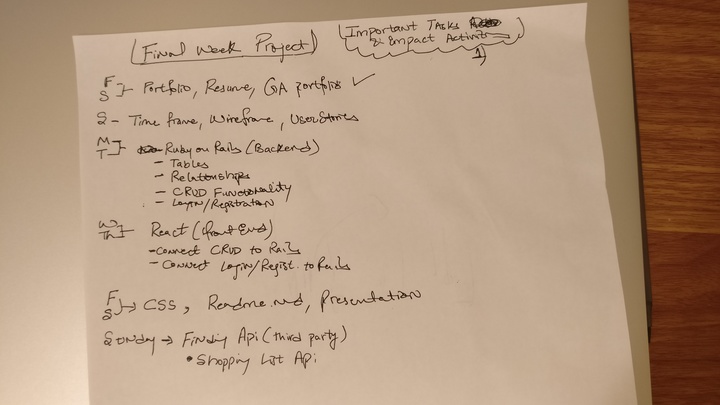 Final Week Project
Important Tasks
& Impact Activit
1)
F
S ]- Portfolio, Resume, GA portfolio ✓
S - Time frame, Wireframe, User Stories
M
T ]- Ruby on Rails (Backend)
- Tables
- Relationships
- CRUD Functionality
- Login/Registration
W
Th ]- React (front End)
- Connect CRUD to Rails
- Connect Login/Regist. to Rails
F
S ]→ CSS, Readme.md, Presentation
Sunday → Finding Api (third party)
• Shopping List Api